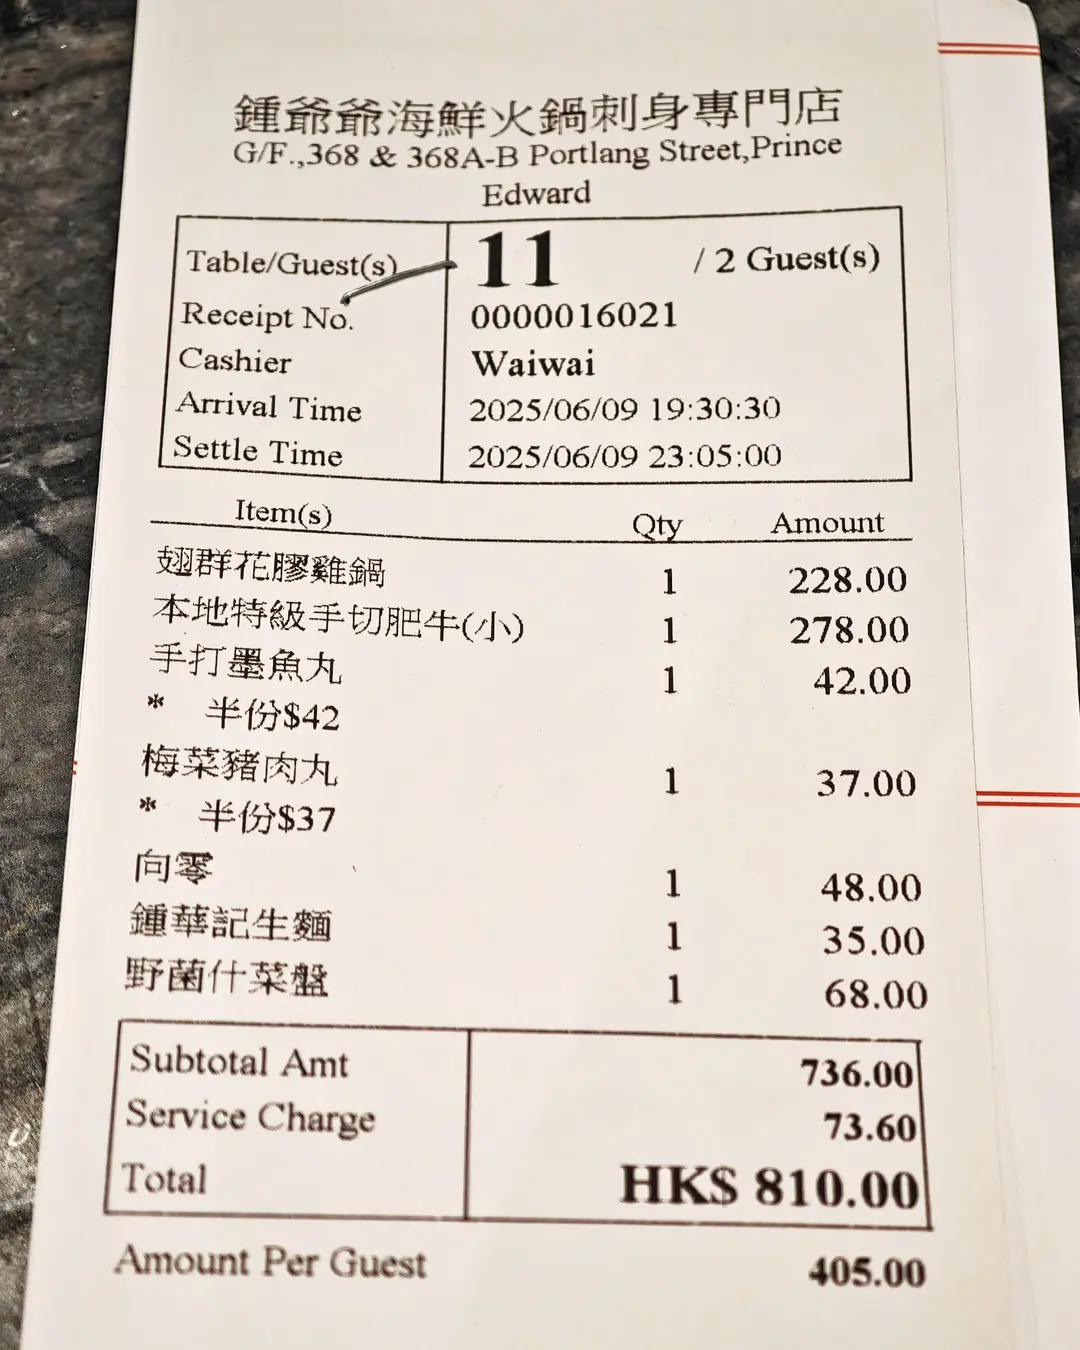 鍾爺爺海鮮火鍋刺身專門店
G/F.,368 & 368A-B Portlang Street,Prince
Edward
Table/Guest(s) 11 / 2 Guest(s)
Receipt No. 0000016021
Cashier Waiwai
Arrival Time 2025/06/09 19:30:30
Settle Time 2025/06/09 23:05:00
Item(s) Qty Amount
翅群花膠雞鍋 1 228.00
本地特級手切肥牛(小) 1 278.00
手打墨魚丸 1 42.00
* 半份$42
梅菜豬肉丸 1 37.00
* 半份$37
向零 1 48.00
鍾華記生麵 1 35.00
野菌什菜盤 1 68.00
Subtotal Amt 736.00
Service Charge 73.60
Total HK$ 810.00
Amount Per Guest 405.00